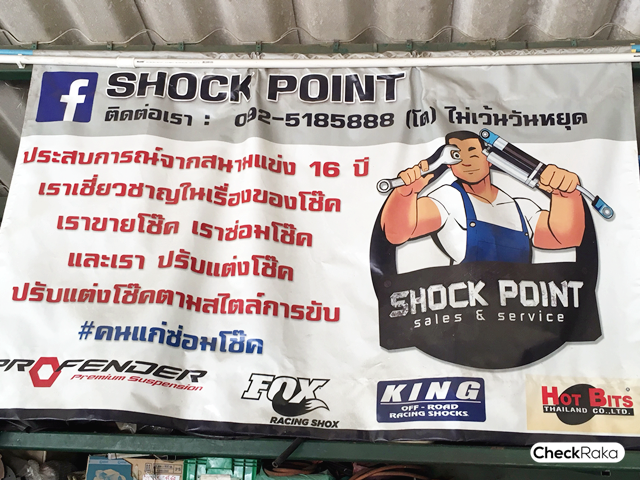 f SHOCK POINT
ติดต่อเรา : 092-5185888 (โด) ไม่เว้นวันหยุด
ประสบการณ์จากสนามแข่ง 16 ปี
เราเชี่ยวชาญในเรื่องของโช๊ค
เราขายโช๊ค เราซ่อมโช๊ค
และเรา ปรับแต่งโช๊ค
ปรับแต่งโช๊คตามสไตล์การขับ
#คนแก่ซ่อมโช๊ค
SHOCK POINT
sales & service
PROFENDER
Premium Suspension
FOX
RACING SHOX
KING
OFF-ROAD
RACING SHOCKS
HOT BITS
THAILAND CO.,LTD.
CheckRaka